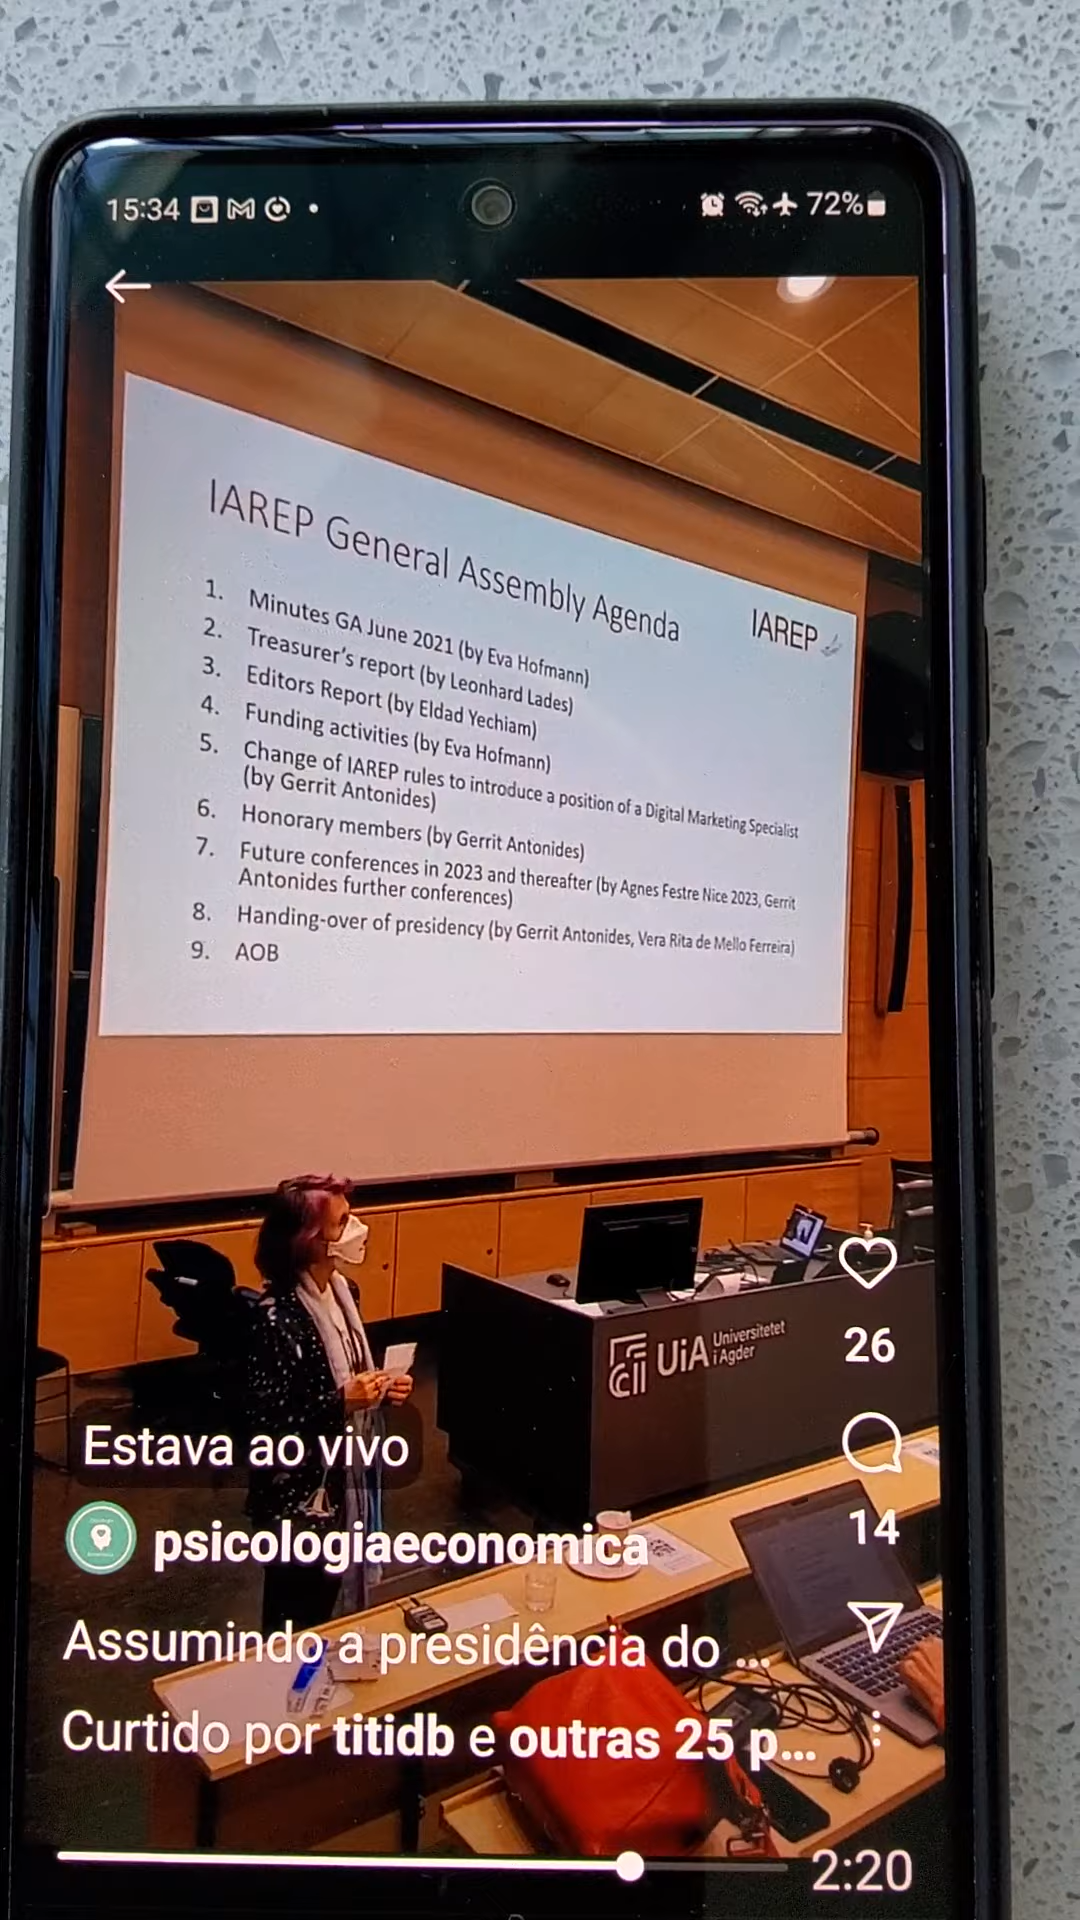 15:34
72%
IAREP General Assembly Agenda
IAREP
1. Minutes GA June 2021 (by Eva Hofmann)
2. Treasurer's report (by Leonhard Lades)
3. Editors Report (by Eldad Yechiam)
4. Funding activities (by Eva Hofmann)
5. Change of IAREP rules to introduce a position of a Digital Marketing Specialist
(by Gerrit Antonides)
6. Honorary members (by Gerrit Antonides)
7. Future conferences in 2023 and thereafter (by Agnes Festre Nice 2023, Gerrit
Antonides further conferences)
8. Handing-over of presidency (by Gerrit Antonides, Vera Rita de Mello Ferreira)
9. AOB
UiA Universitetet
i Agder
26
Estava ao vivo
14
psicologiaeconomica
Assumindo a presidência do ...
Curtido por titidb e outras 25 p...
2:20